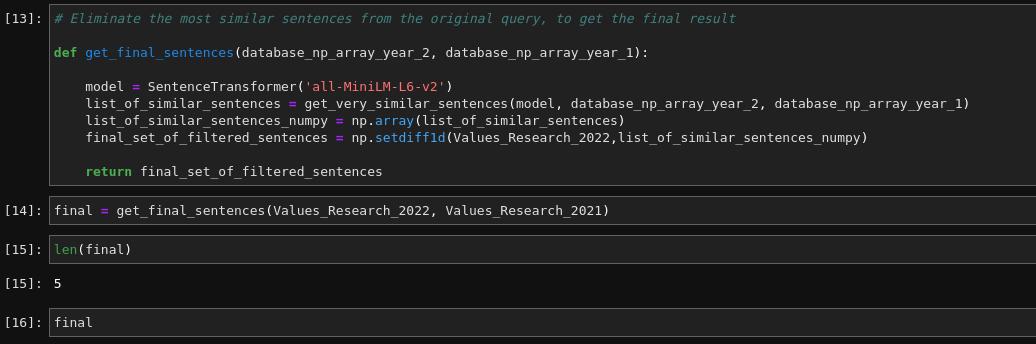 [13]: # Eliminate the most similar sentences from the original query, to get the final result
def get_final_sentences(database_np_array_year_2, database_np_array_year_1):
model = SentenceTransformer('all-MiniLM-L6-v2')
list_of_similar_sentences = get_very_similar_sentences(model, database_np_array_year_2, database_np_array_year_1)
list_of_similar_sentences_numpy = np.array(list_of_similar_sentences)
final_set_of_filtered_sentences = np.setdiff1d(Values_Research_2022,list_of_similar_sentences_numpy)
return final_set_of_filtered_sentences
[14]: final = get_final_sentences(Values_Research_2022, Values_Research_2021)
[15]: len(final)
[15]: 5
[16]: final